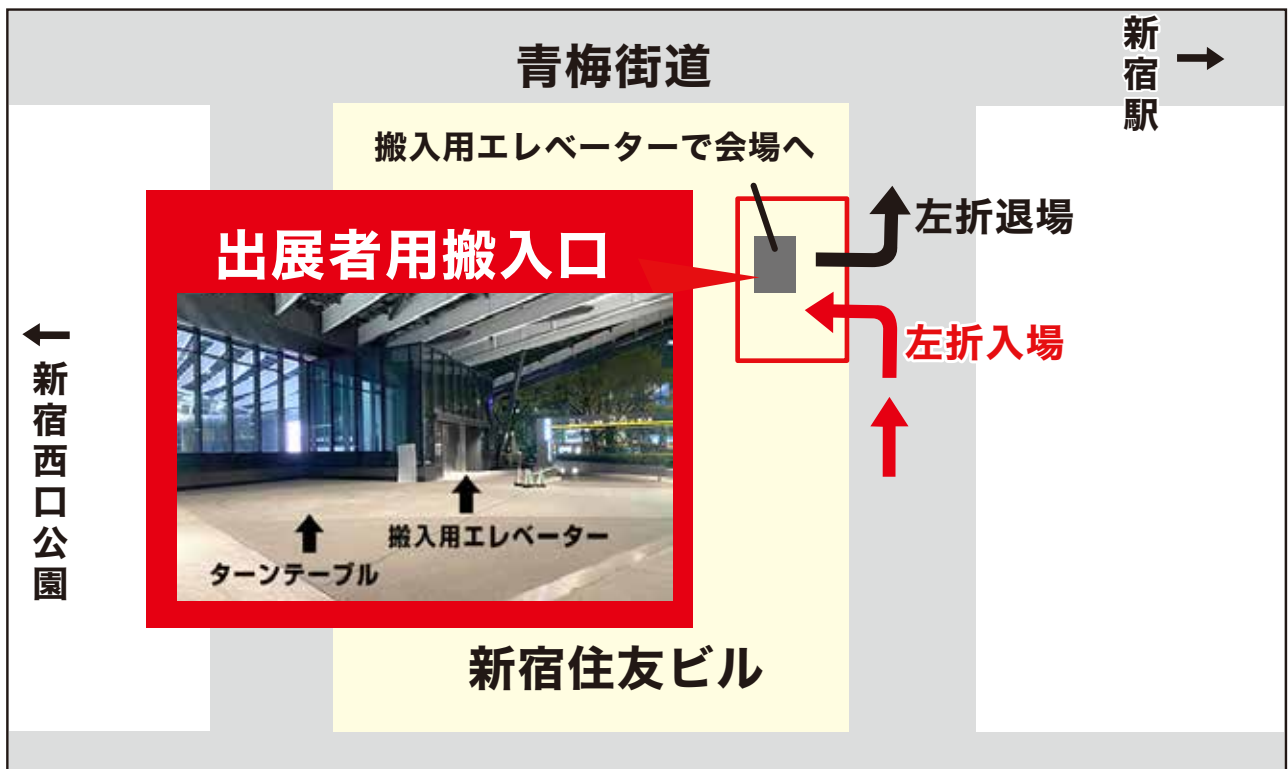 青梅街道
新宿駅
搬入用エレベーターで会場へ
左折退場
出展者用搬入口
左折入場
新宿西口公園
搬入用エレベーター
ターンテーブル
新宿住友ビル